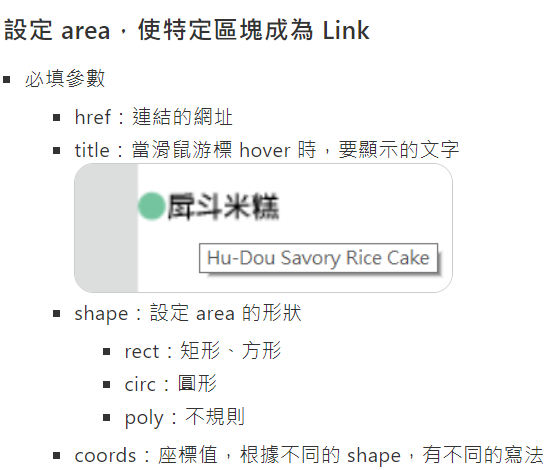 設定 area，使特定區塊成為 Link
必填參數
href：連結的網址
title：當滑鼠游標 hover 時，要顯示的文字
戽斗米糕
Hu-Dou Savory Rice Cake
shape：設定 area 的形狀
rect：矩形、方形
circ：圓形
poly：不規則
coords：座標值，根據不同的 shape，有不同的寫法